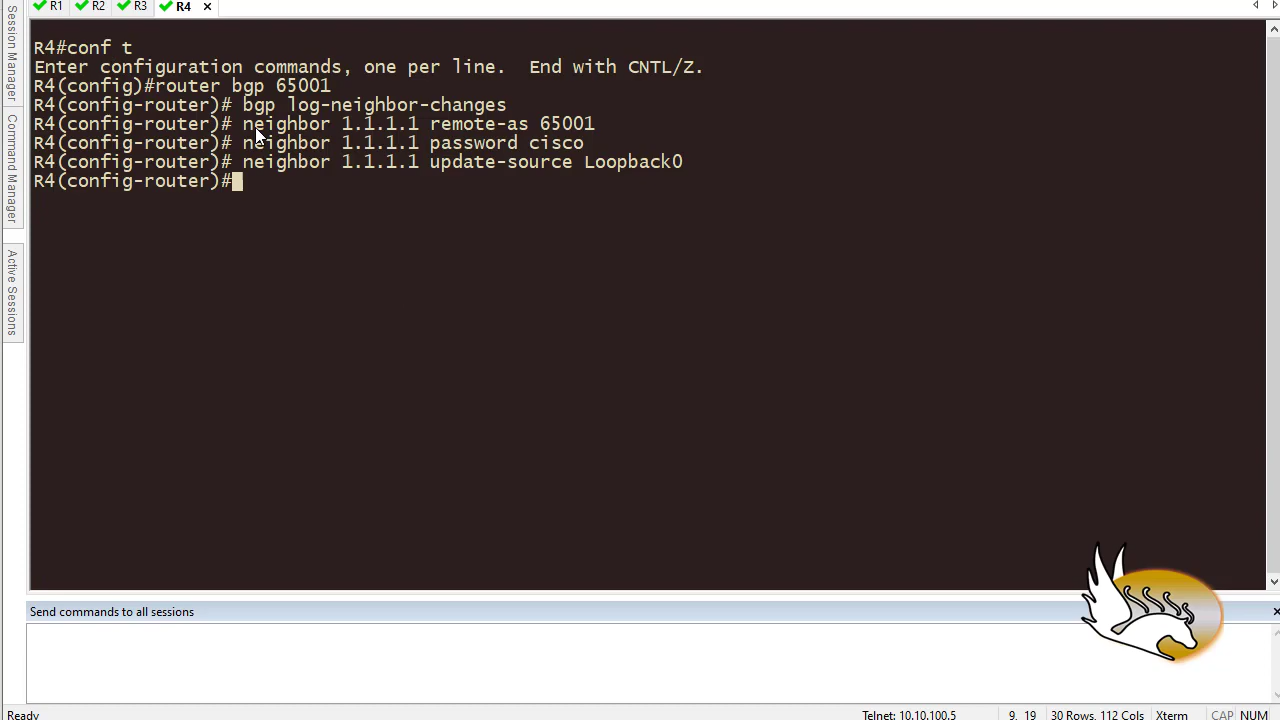 R1 R2 R3 R4
Session Manager
Command Manager
Active Sessions
R4#conf t
Enter configuration commands, one per line.  End with CNTL/Z.
R4(config)#router bgp 65001
R4(config-router)# bgp log-neighbor-changes
R4(config-router)# neighbor 1.1.1.1 remote-as 65001
R4(config-router)# neighbor 1.1.1.1 password cisco
R4(config-router)# neighbor 1.1.1.1 update-source Loopback0
R4(config-router)#
Send commands to all sessions
Ready Telnet: 10.10.100.5 9, 19 30 Rows, 112 Cols Xterm CAP NUM